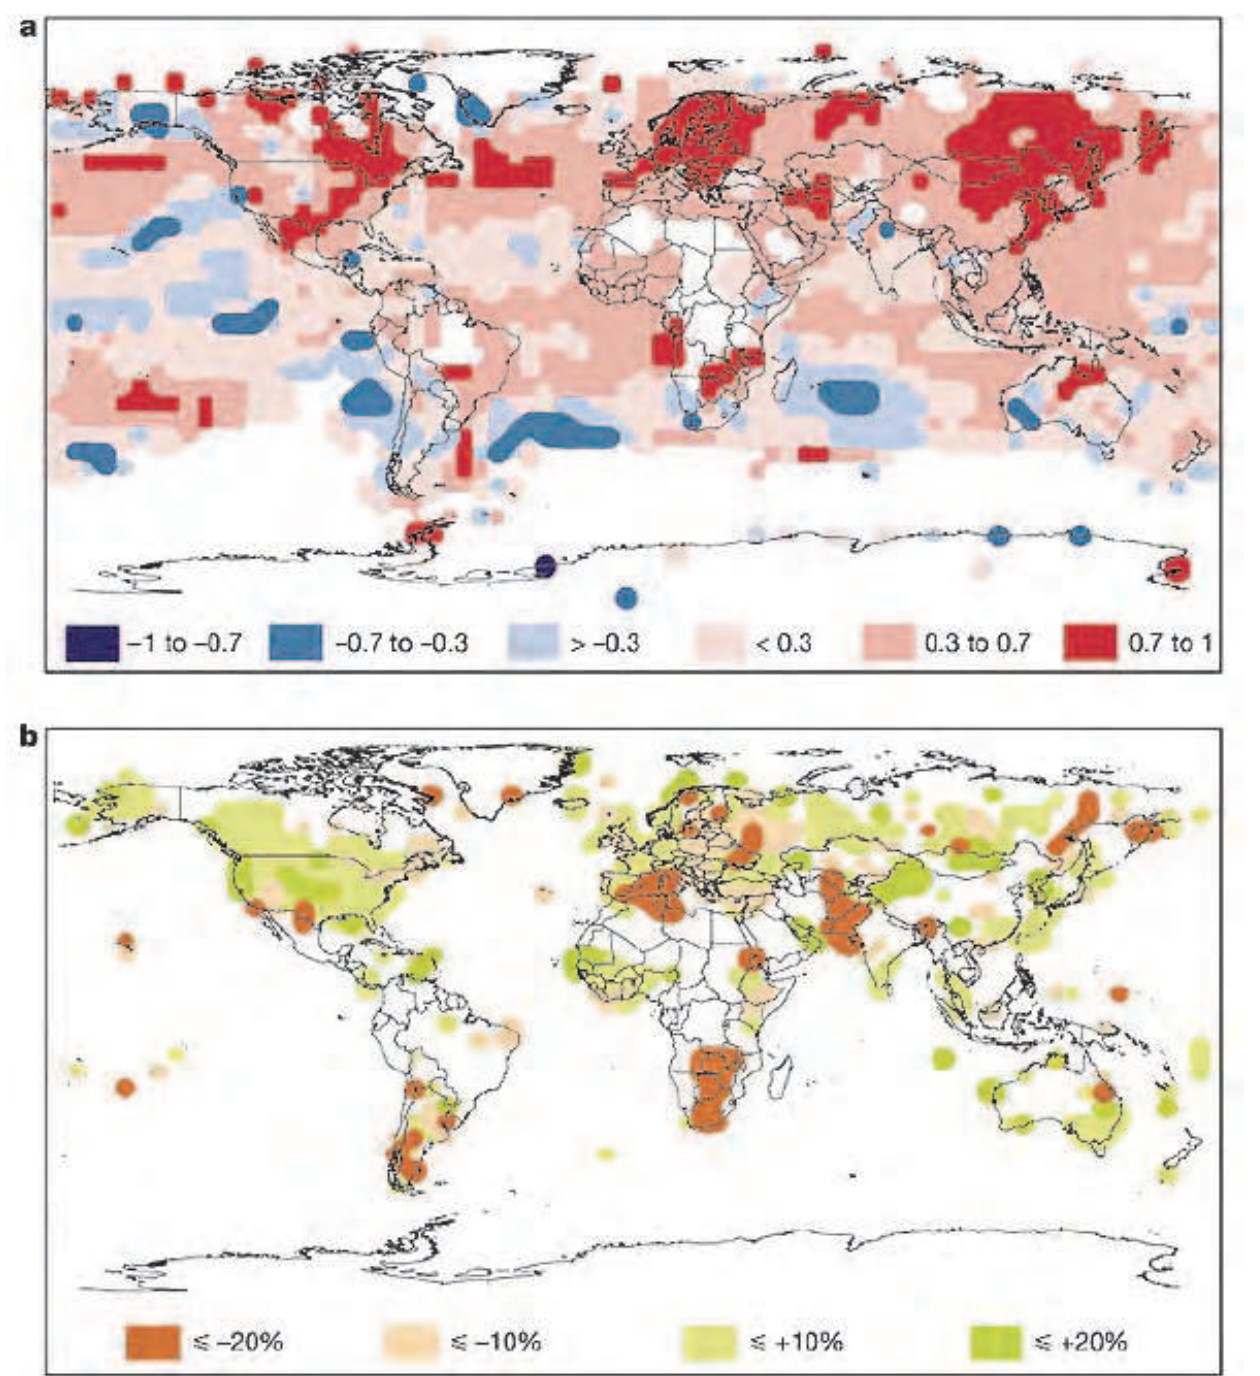 a
−1 to −0.7 −0.7 to −0.3 > −0.3 < 0.3 0.3 to 0.7 0.7 to 1
b
≤ −20% ≤ −10% ≤ +10% ≤ +20%